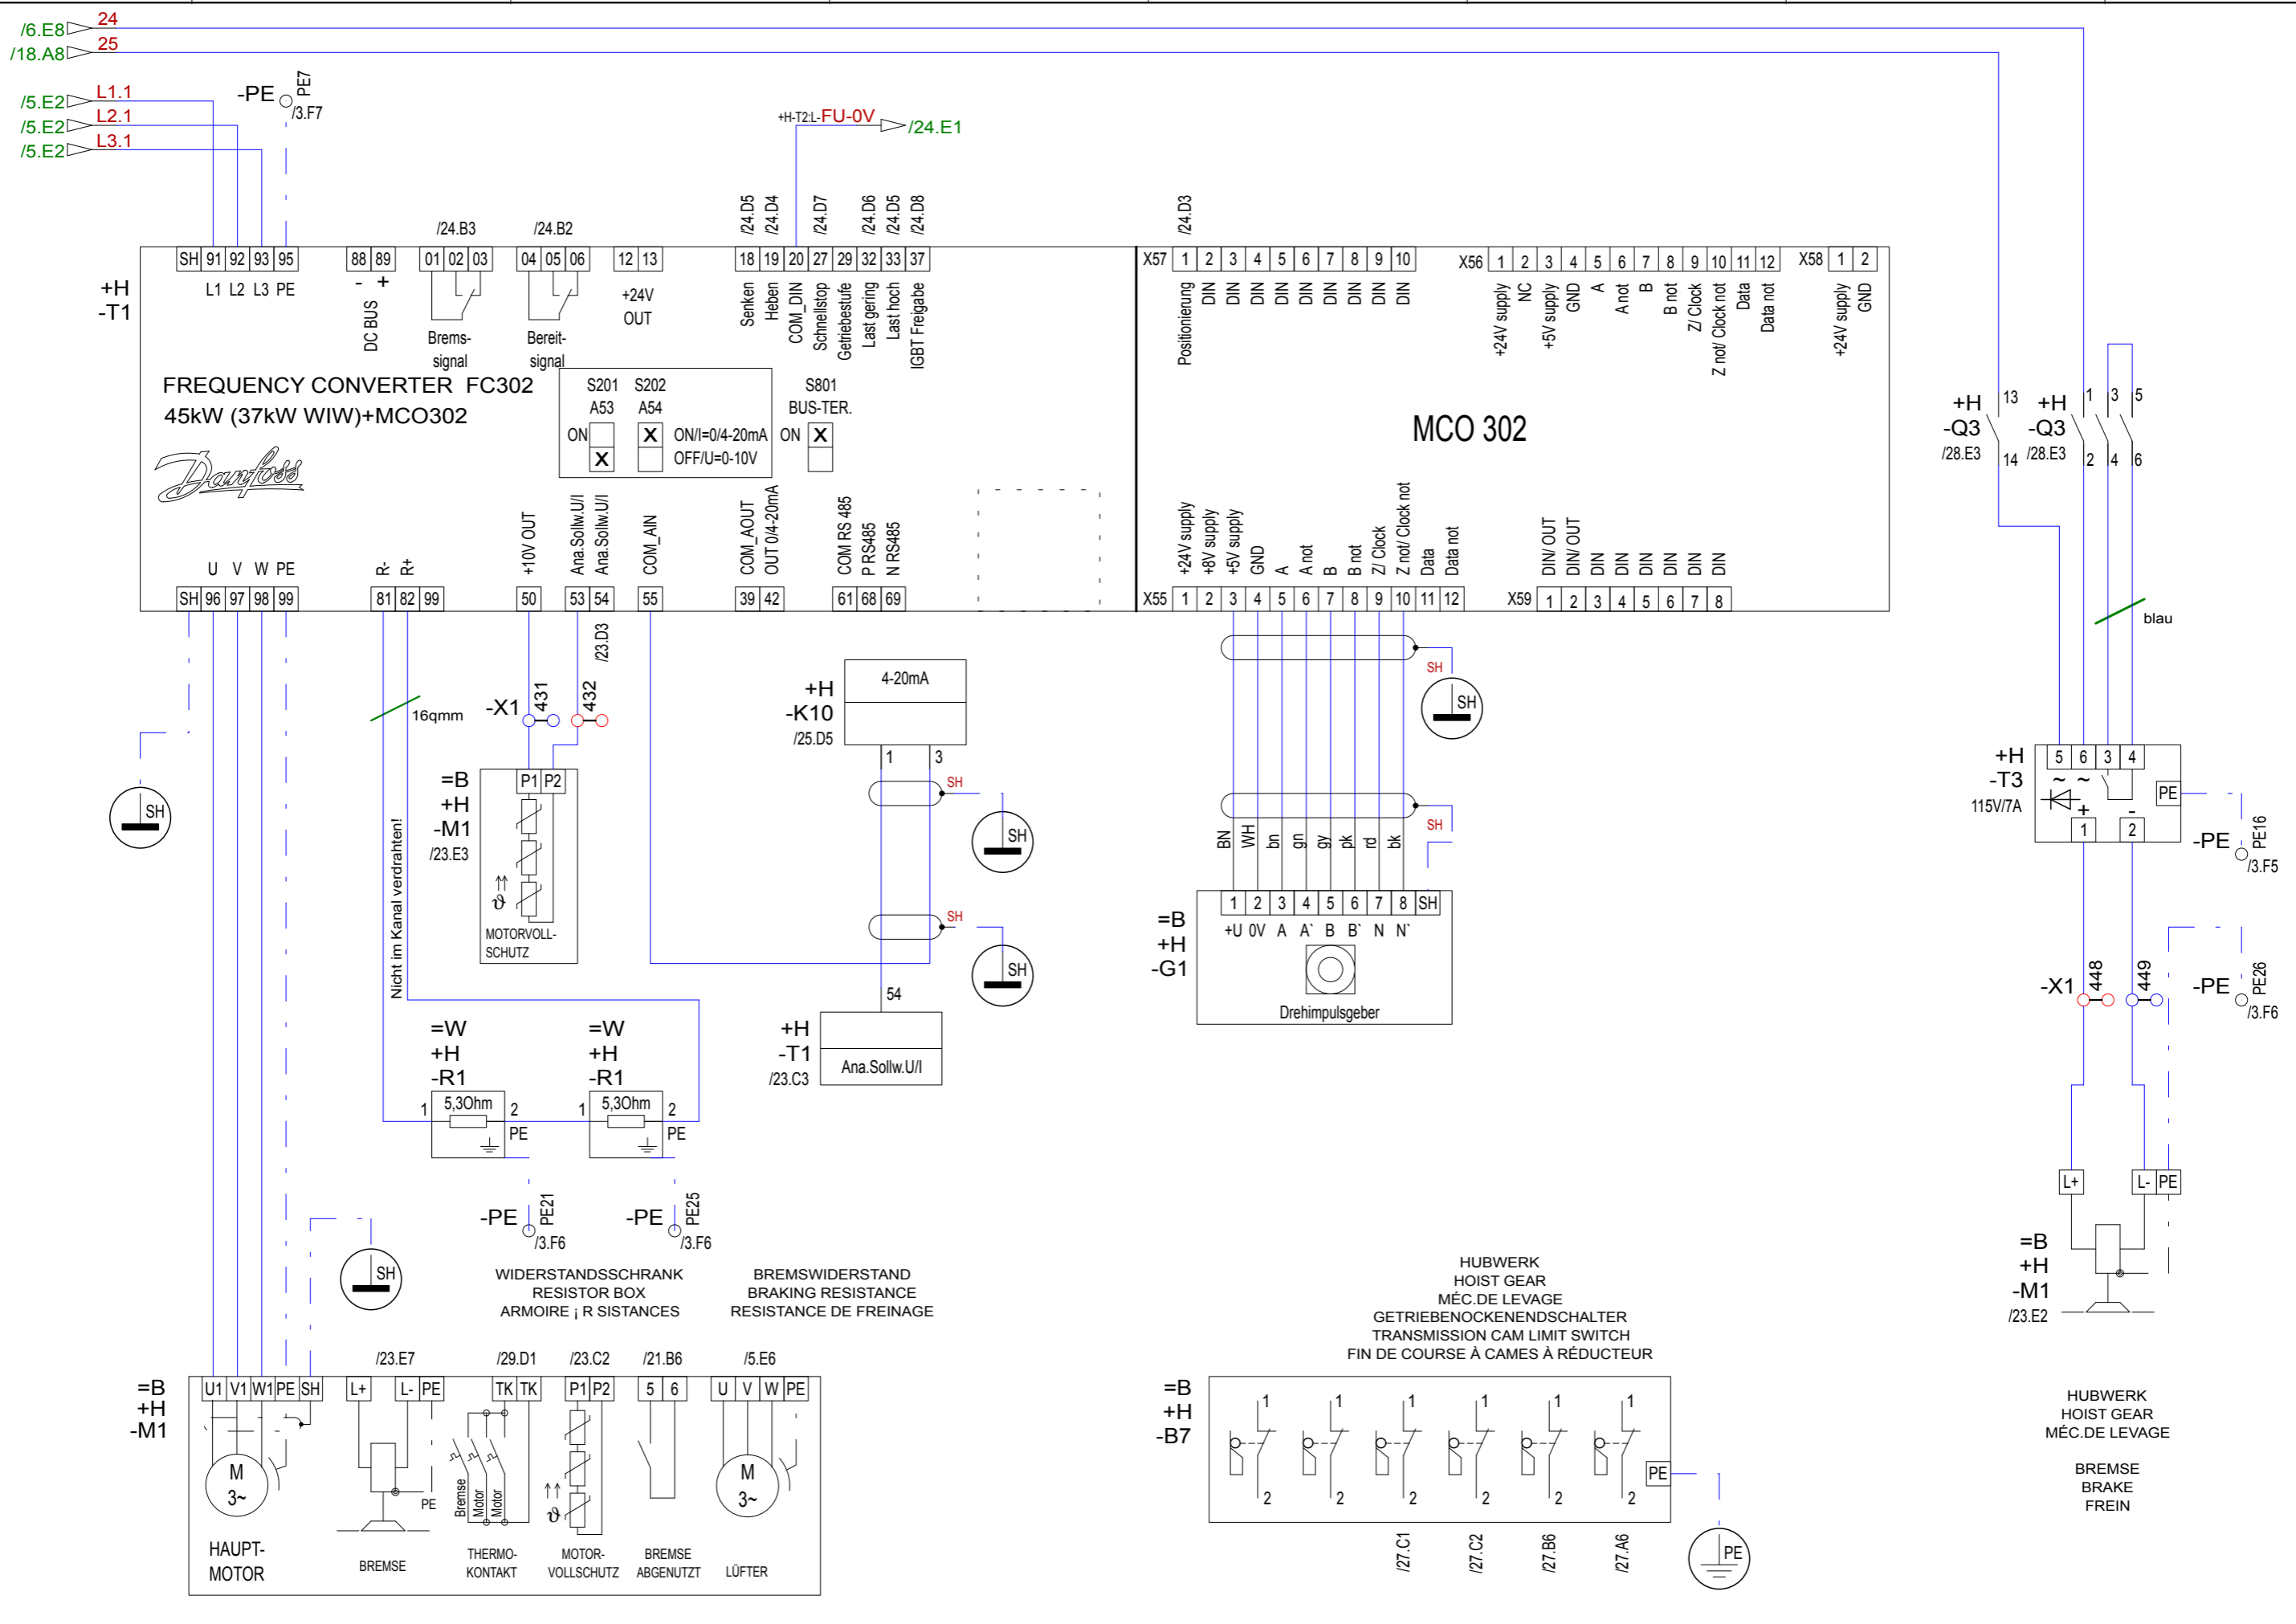 24
/6.E8
25
/18.A8
L1.1
/5.E2
L2.1
/5.E2
L3.1
/5.E2
-PE
PE7
/3.F7
+H-T2:L-FU-0V
/24.E1
/24.B3
/24.B2
/24.D5
/24.D4
/24.D7
/24.D6
/24.D5
/24.D8
/24.D3
+H
-T1
SH 91 92 93 95
L1 L2 L3 PE
88 89
- +
DC BUS
01 02 03
Brems-
signal
04 05 06
Bereit-
signal
12 13
+24V
OUT
18 19 20 27 29 32 33 37
Senken
Heben
COM_DIN
Schnellstop
Getriebestufe
Last gering
Last hoch
IGBT Freigabe
X57 1 2 3 4 5 6 7 8 9 10
Positionierung
DIN
DIN
DIN
DIN
DIN
DIN
DIN
DIN
DIN
X56 1 2 3 4 5 6 7 8 9 10 11 12
+24V supply
NC
+5V supply
GND
A
A not
B
B not
Z/ Clock
Z not/ Clock not
Data
Data not
X58 1 2
+24V supply
GND
FREQUENCY CONVERTER FC302
45kW (37kW WIW)+MCO302
Danfoss
S201 S202
A53 A54
ON X ON/I=0/4-20mA
X OFF/U=0-10V
S801
BUS-TER.
ON X
MCO 302
U V W PE
SH 96 97 98 99
R-
R+
81 82 99
+10V OUT
50
Ana.Sollw.U/I
Ana.Sollw.U/I
53 54
COM_AIN
55
COM_AOUT
OUT 0/4-20mA
39 42
COM RS 485
P RS485
N RS485
61 68 69
+24V supply
+8V supply
+5V supply
GND
A
A not
B
B not
Z/ Clock
Z not/ Clock not
Data
Data not
X55 1 2 3 4 5 6 7 8 9 10 11 12
DIN/ OUT
DIN/ OUT
DIN
DIN
DIN
DIN
DIN
DIN
X59 1 2 3 4 5 6 7 8
+H
-Q3
/28.E3
13
14
+H
-Q3
/28.E3
1 3 5
2 4 6
blau
/23.D3
16qmm
Nicht im Kanal verdrahten!
SH
-X1
431
432
=B
+H
-M1
/23.E3
P1 P2
ϑ
MOTORVOLL-
SCHUTZ
+H
-K10
/25.D5
4-20mA
1 3
SH
SH
SH
SH
54
+H
-T1
/23.C3
Ana.Sollw.U/I
SH
SH
SH
BN
WH
bn
gn
gy
pk
rd
bk
=B
+H
-G1
1 2 3 4 5 6 7 8 SH
+U 0V A A` B B` N N`
Drehimpulsgeber
+H
-T3
115V/7A
5 6 3 4
~ ~
+ -
1 2
PE
-PE
PE16
/3.F5
-X1
448
449
-PE
PE26
/3.F6
L+ L- PE
=B
+H
-M1
/23.E2
=W
+H
-R1
5,3Ohm
1 2
PE
=W
+H
-R1
5,3Ohm
1 2
PE
-PE
PE21
/3.F6
-PE
PE25
/3.F6
SH
WIDERSTANDSSCHRANK
RESISTOR BOX
ARMOIRE ¡ R SISTANCES
BREMSWIDERSTAND
BRAKING RESISTANCE
RESISTANCE DE FREINAGE
HUBWERK
HOIST GEAR
MÉC.DE LEVAGE
GETRIEBENOCKENENDSCHALTER
TRANSMISSION CAM LIMIT SWITCH
FIN DE COURSE À CAMES À RÉDUCTEUR
/23.E7
/29.D1
/23.C2
/21.B6
/5.E6
=B
+H
-M1
U1 V1 W1 PE SH
L+ L- PE
TK TK
P1 P2
5 6
U V W PE
M
3~
PE
Bremse
Motor
Motor
ϑ
M
3~
HAUPT-
MOTOR
BREMSE
THERMO-
KONTAKT
MOTOR-
VOLLSCHUTZ
BREMSE
ABGENUTZT
LÜFTER
=B
+H
-B7
1 1 1 1 1 1
2 2 2 2 2 2
PE
/27.C1
/27.C2
/27.B6
/27.A6
PE
HUBWERK
HOIST GEAR
MÉC.DE LEVAGE
BREMSE
BRAKE
FREIN